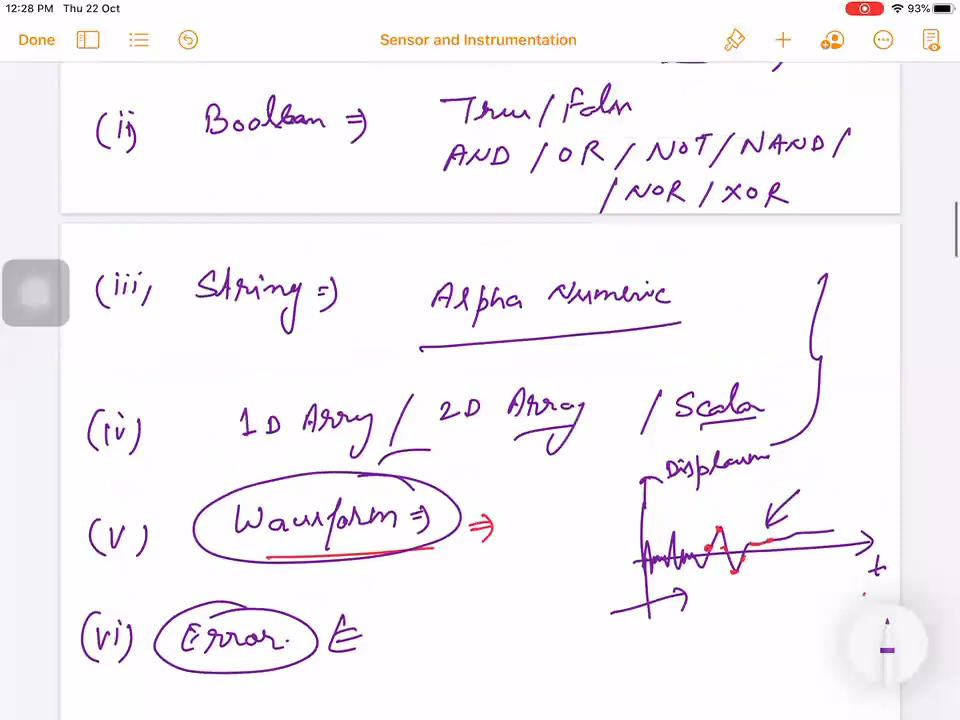 12:28 PM Thu 22 Oct
93%
Done
Sensor and Instrumentation
(ii) Boolean ⇒ True / False
AND / OR / NOT / NAND /
/ NOR / XOR
(iii) String ⇒ Alpha Numeric
(iv) 1D Array / 2D Array / Scalar
Displacem
(v) Waveform ⇒ ⇒
t
(vi) Error. E